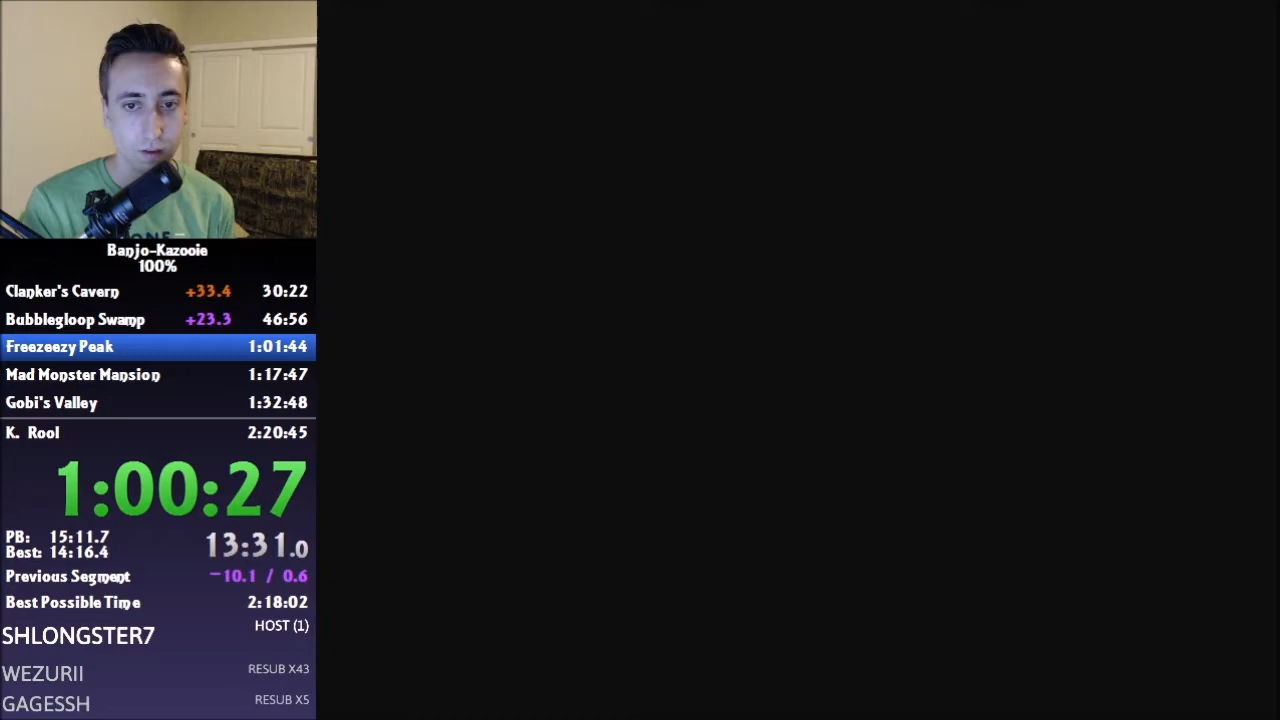 Banjo-Kazooie
100%
Clanker's Cavern +33.4 30:22
Bubblegloop Swamp +23.3 46:56
Freezeezy Peak 1:01:44
Mad Monster Mansion 1:17:47
Gobi's Valley 1:32:48
K. Rool 2:20:45
1:00:27
PB: 15:11.7
Best: 14:16.4
13:31.0
Previous Segment -10.1 / 0.6
Best Possible Time 2:18:02
SHLONGSTER7 HOST (1)
WEZURII RESUB X43
GAGESSH RESUB X5